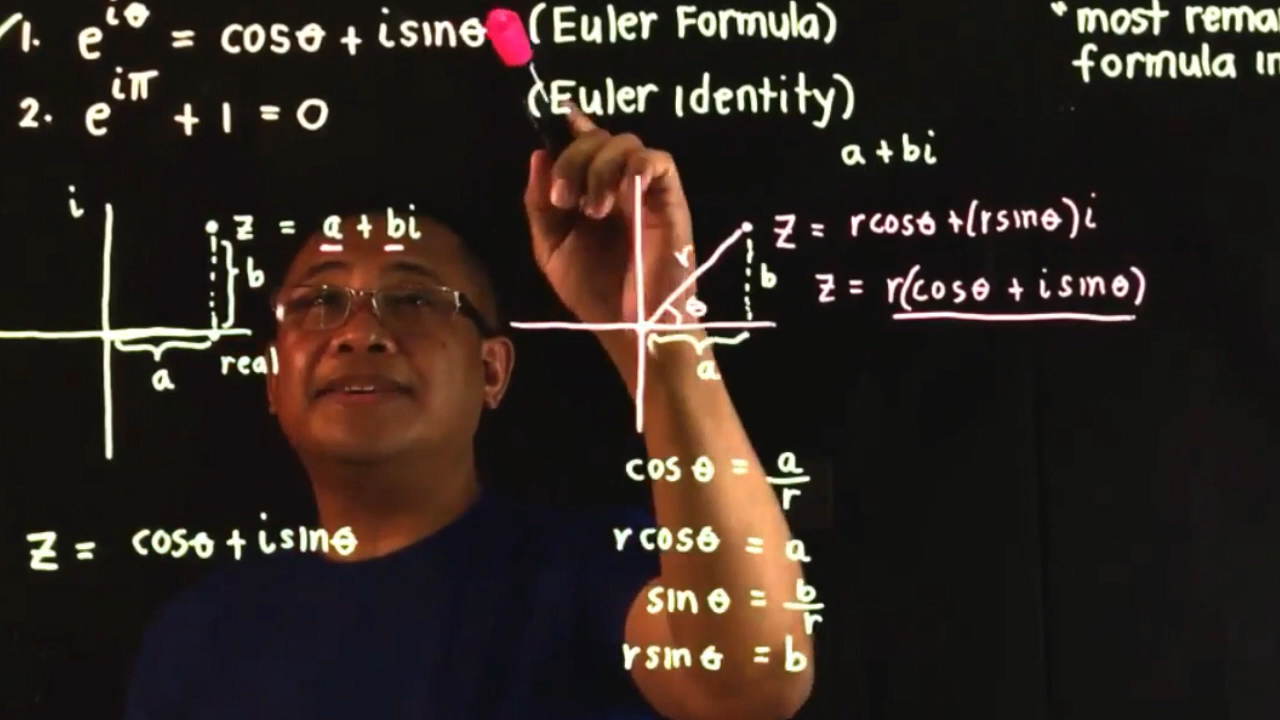 1. e^{iθ} = cosθ + isinθ (Euler Formula)
2. e^{iπ} + 1 = 0 (Euler Identity)
* most
formula in
a + bi
i
z = a + bi
b
a
real
r
θ
b
a
z = rcosθ + (rsinθ)i
z = r(cosθ + isinθ)
z = cosθ + isinθ
cosθ = a/r
rcosθ = a
sinθ = b/r
rsinθ = b